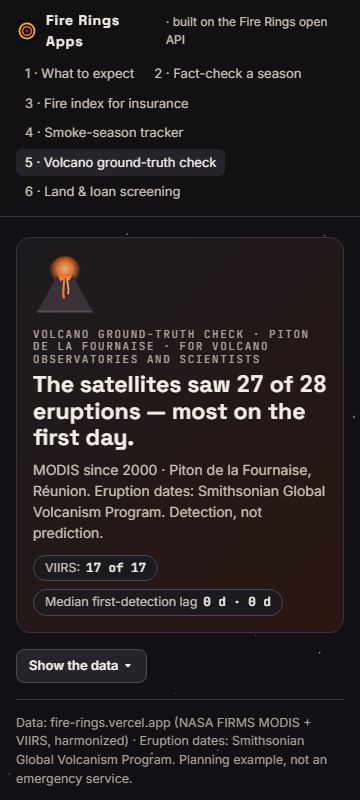 Fire Rings
Apps
· built on the Fire Rings open
API
1 · What to expect
2 · Fact-check a season
3 · Fire index for insurance
4 · Smoke-season tracker
5 · Volcano ground-truth check
6 · Land & loan screening
VOLCANO GROUND-TRUTH CHECK · PITON
DE LA FOURNAISE · FOR VOLCANO
OBSERVATORIES AND SCIENTISTS
The satellites saw 27 of 28
eruptions — most on the
first day.
MODIS since 2000 · Piton de la Fournaise,
Réunion. Eruption dates: Smithsonian Global
Volcanism Program. Detection, not
prediction.
VIIRS: 17 of 17
Median first-detection lag 0 d · 0 d
Show the data
Data: fire-rings.vercel.app (NASA FIRMS MODIS +
VIIRS, harmonized) · Eruption dates: Smithsonian
Global Volcanism Program. Planning example, not an
emergency service.